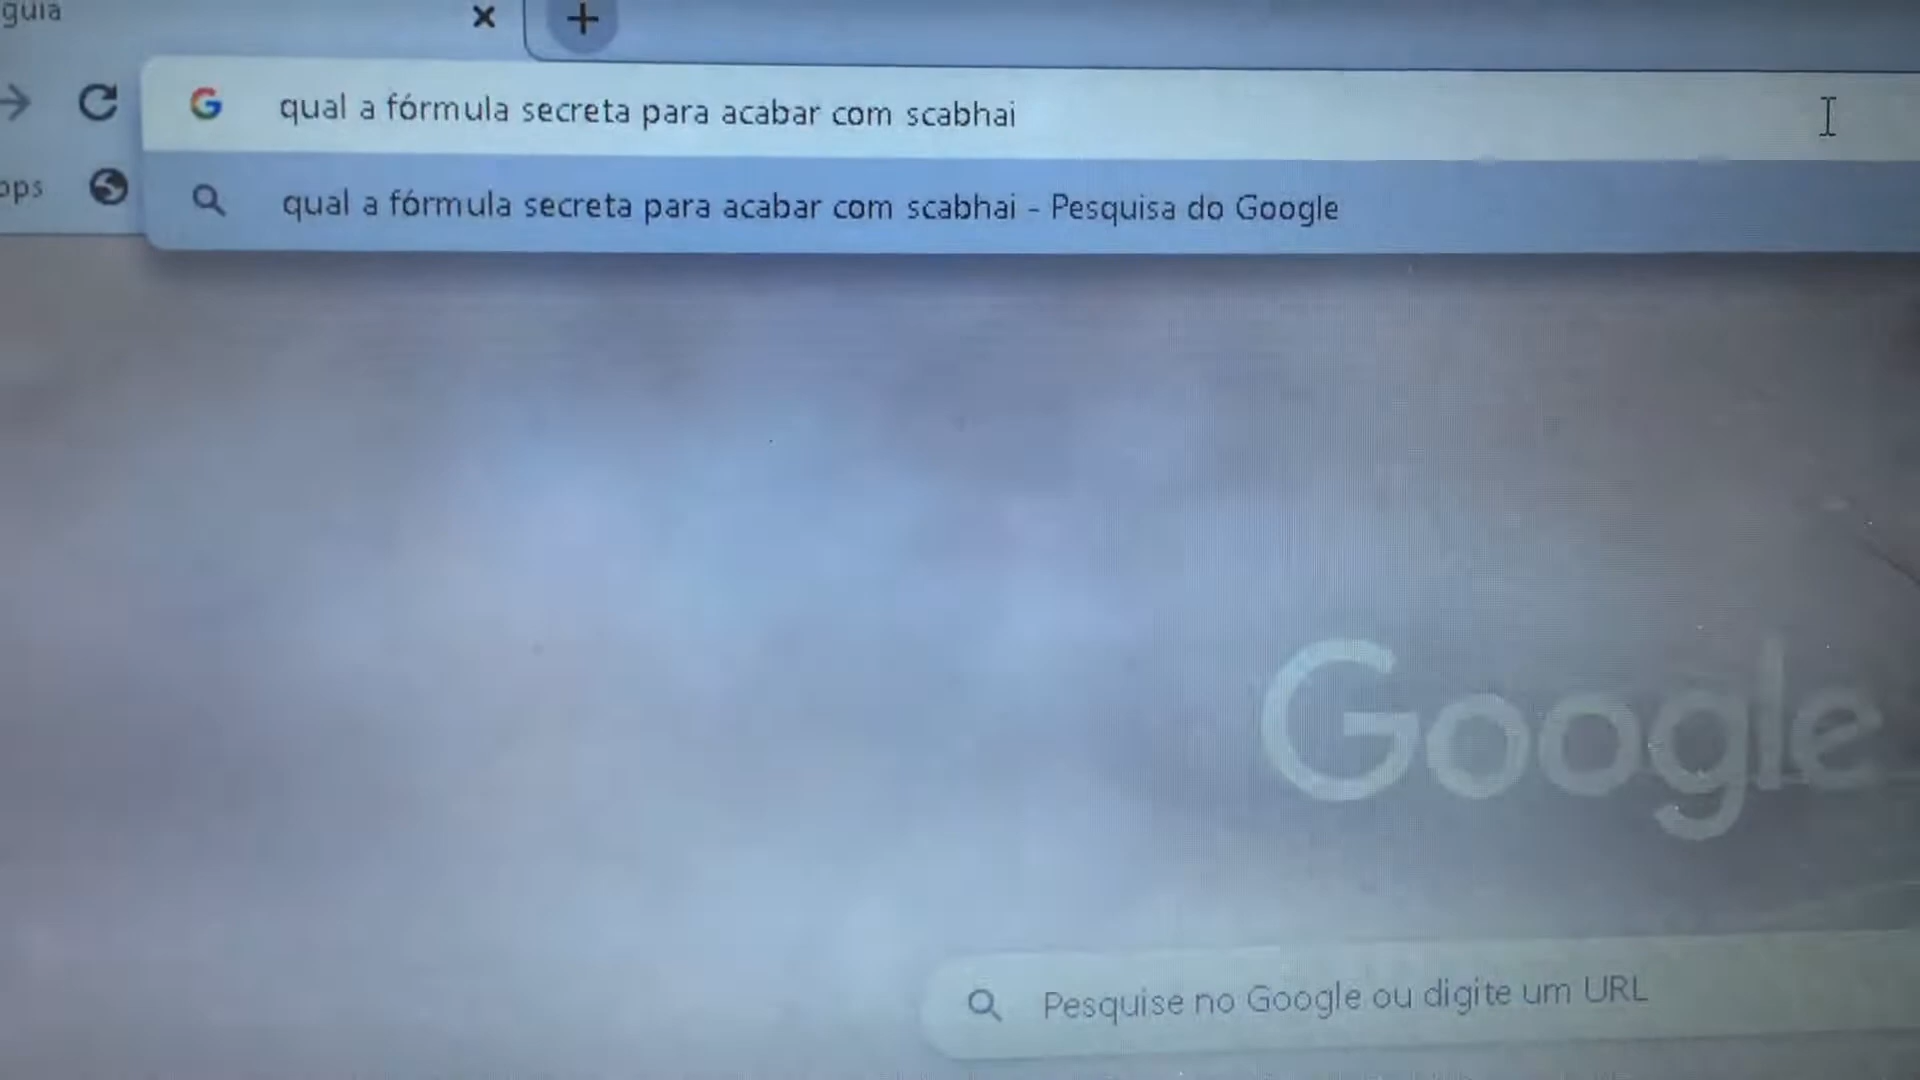 guia
qual a fórmula secreta para acabar com scabhai
ops
qual a fórmula secreta para acabar com scabhai - Pesquisa do Google
Google
Pesquise no Google ou digite um URL